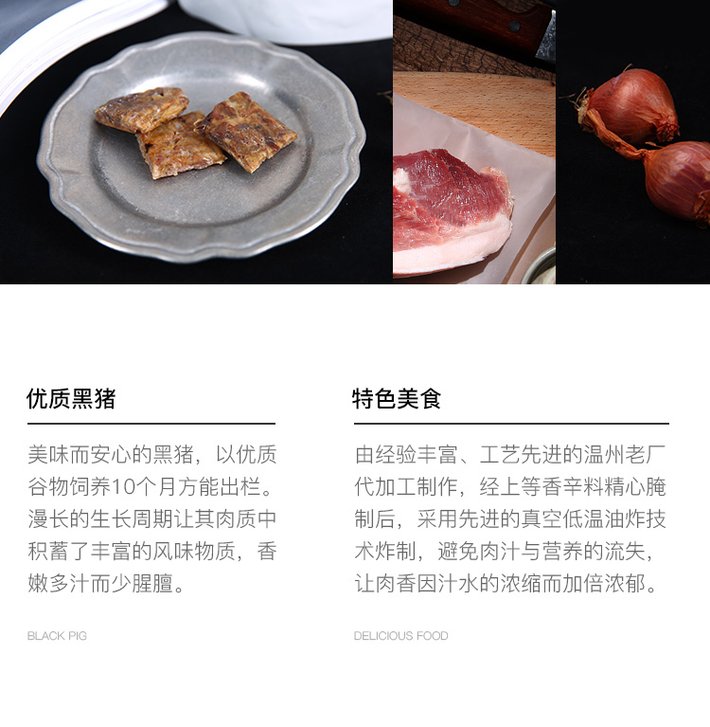 优质黑猪
美味而安心的黑猪，以优质
谷物饲养10个月方能出栏。
漫长的生长周期让其肉质中
积蓄了丰富的风味物质，香
嫩多汁而少腥膻。
BLACK PIG
特色美食
由经验丰富、工艺先进的温州老厂
代加工制作，经上等香辛料精心腌
制后，采用先进的真空低温油炸技
术炸制，避免肉汁与营养的流失，
让肉香因汁水的浓缩而加倍浓郁。
DELICIOUS FOOD